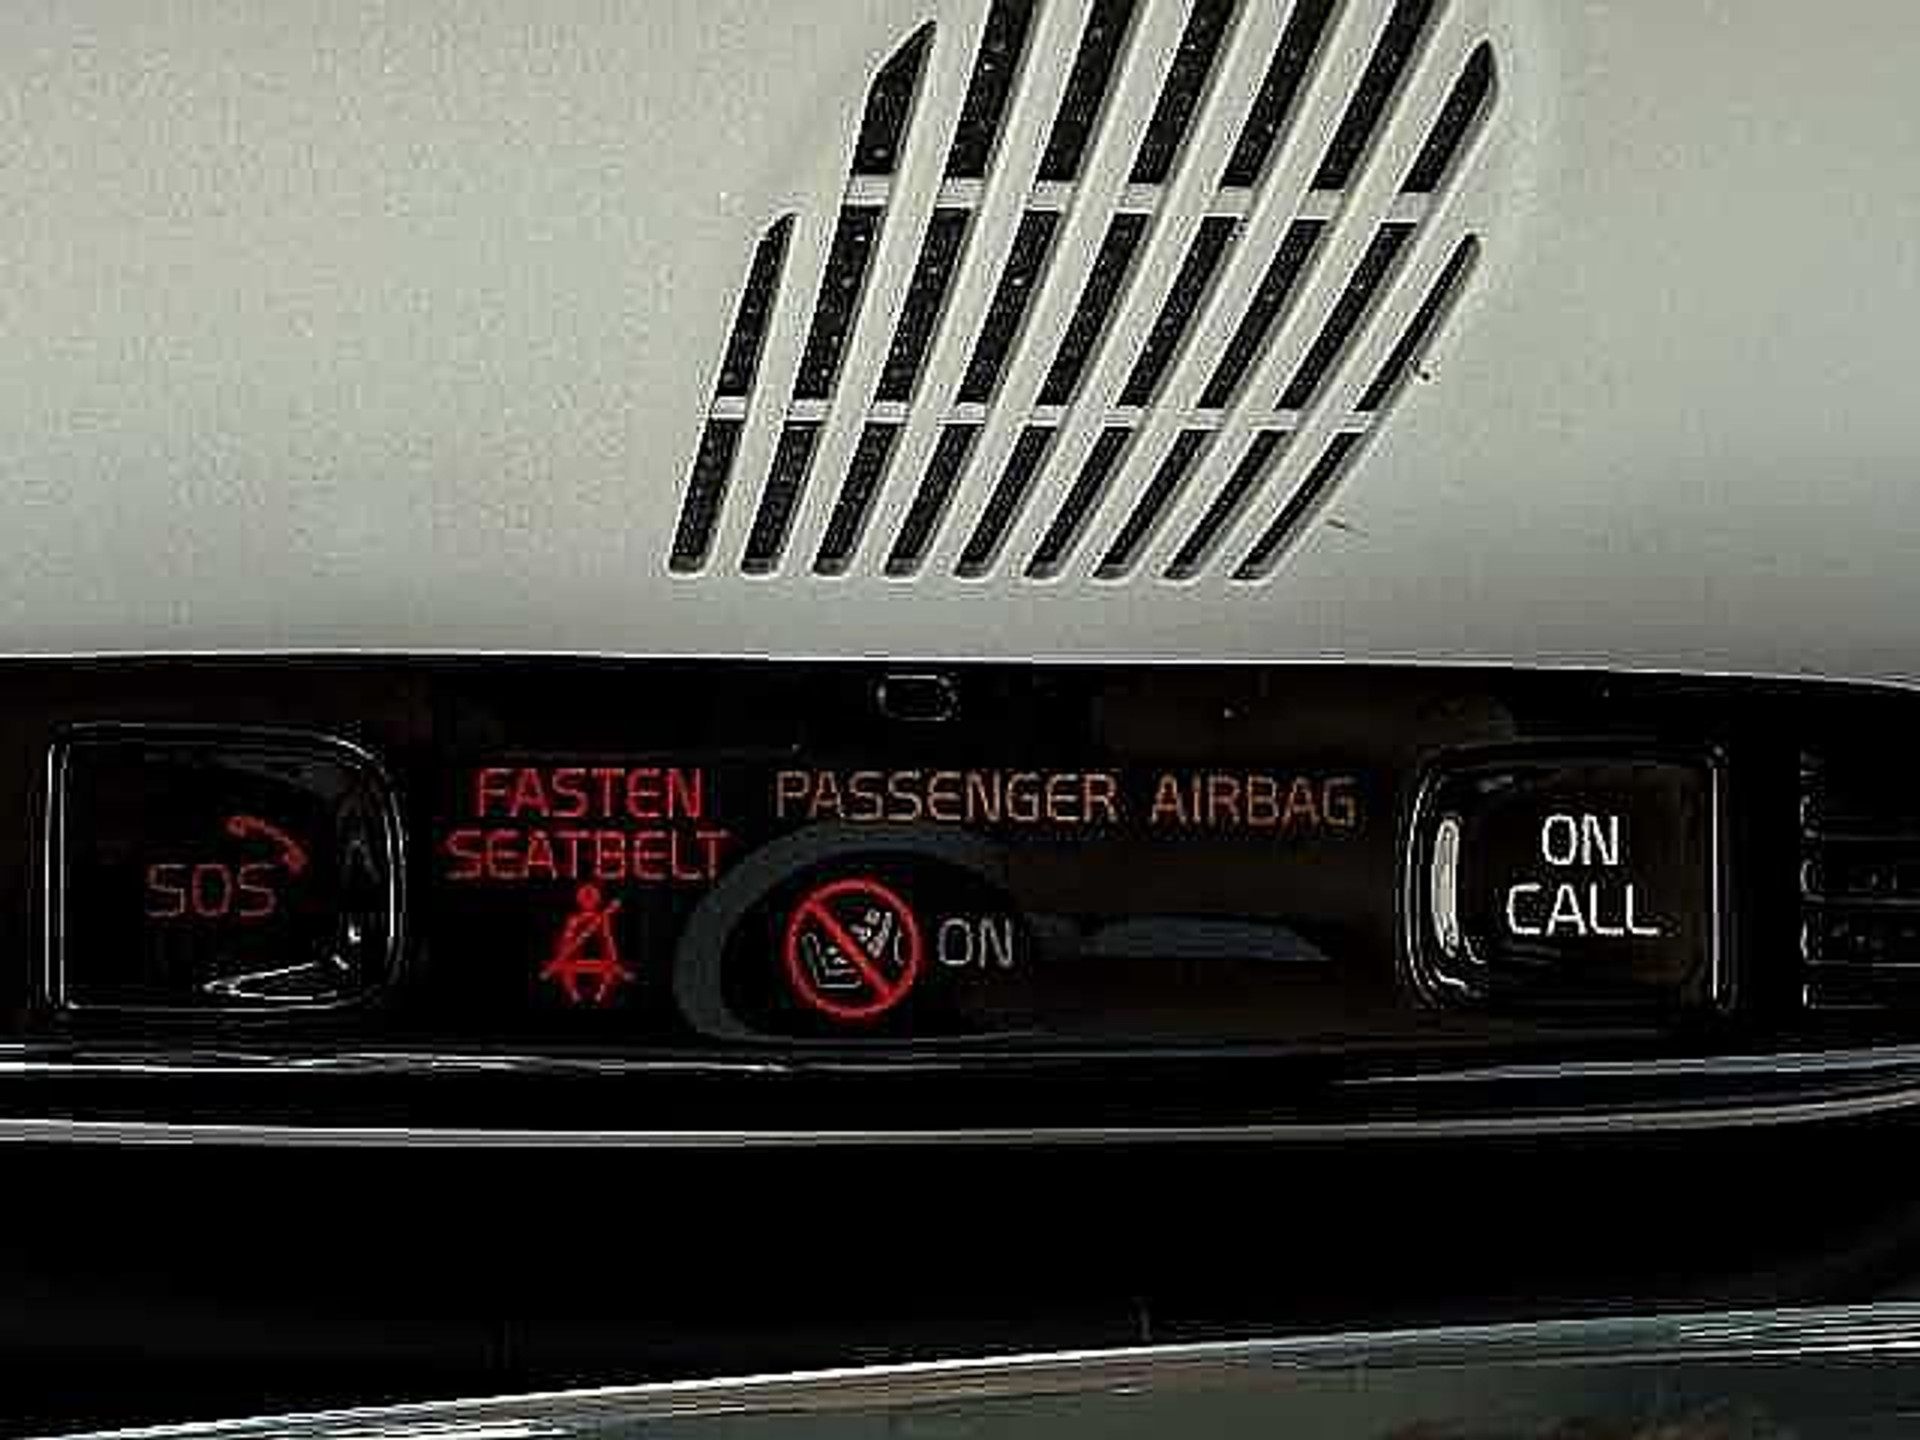 SOS
FASTEN
SEATBELT
PASSENGER AIRBAG
ON
ON
CALL